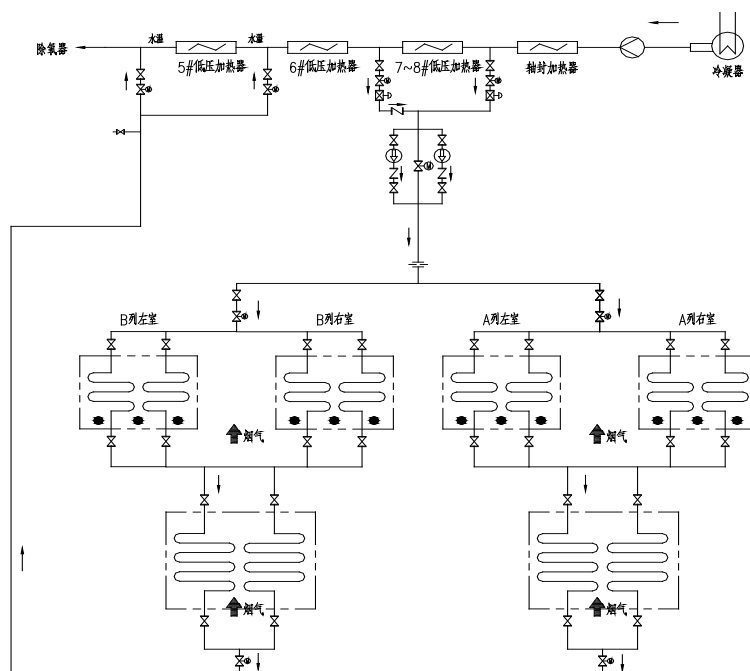 除氧器
水溢
5#低压加热器
水溢
6#低压加热器
7~8#低压加热器
轴封加热器
冷凝器
B列左室
B列右室
A列左室
A列右室
烟气
烟气
烟气
烟气